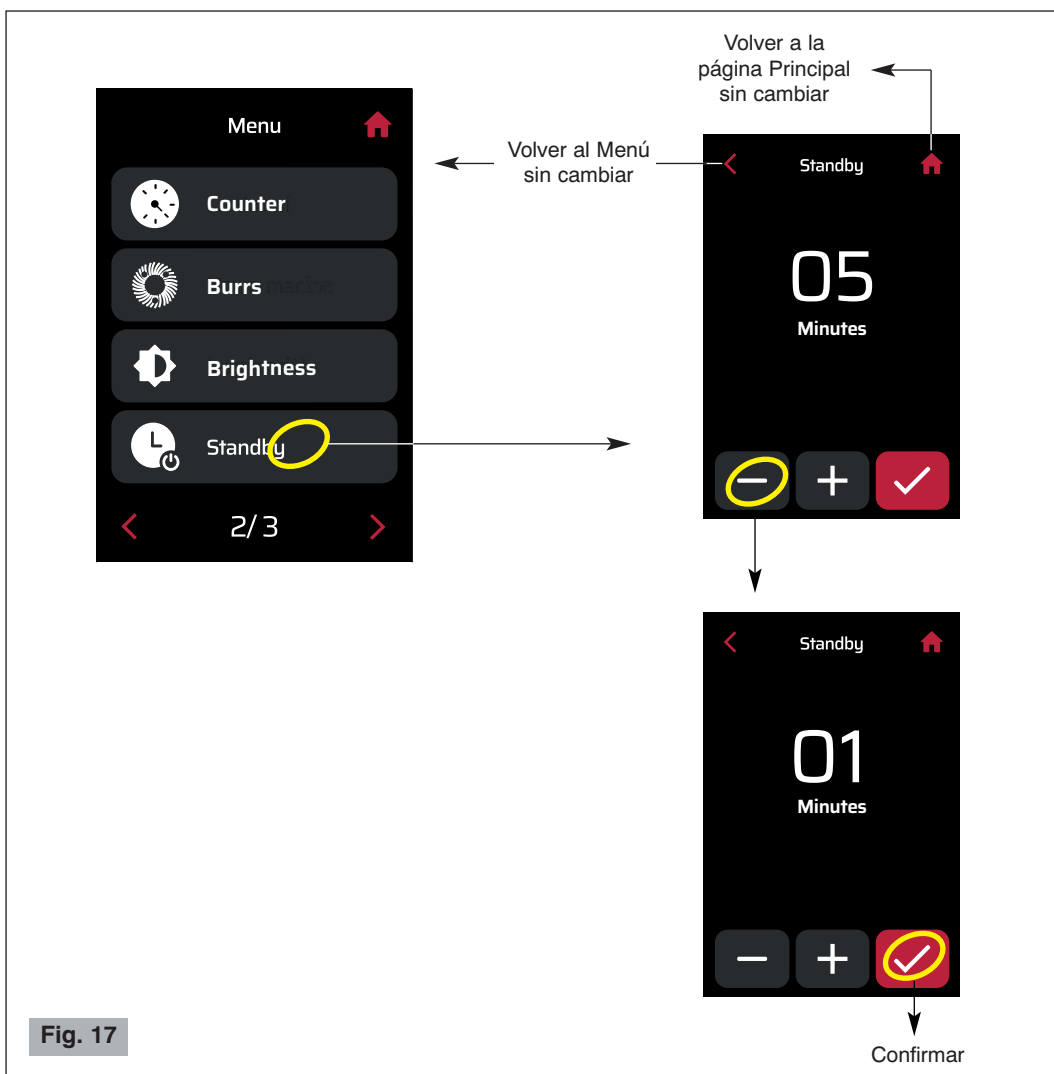 Volver a la
página Principal
sin cambiar
Menu
Volver al Menú
sin cambiar
Standby
Counter
Burrs
Brightness
Standby
2/3
05
Minutes
Standby
01
Minutes
Fig. 17
Confirmar